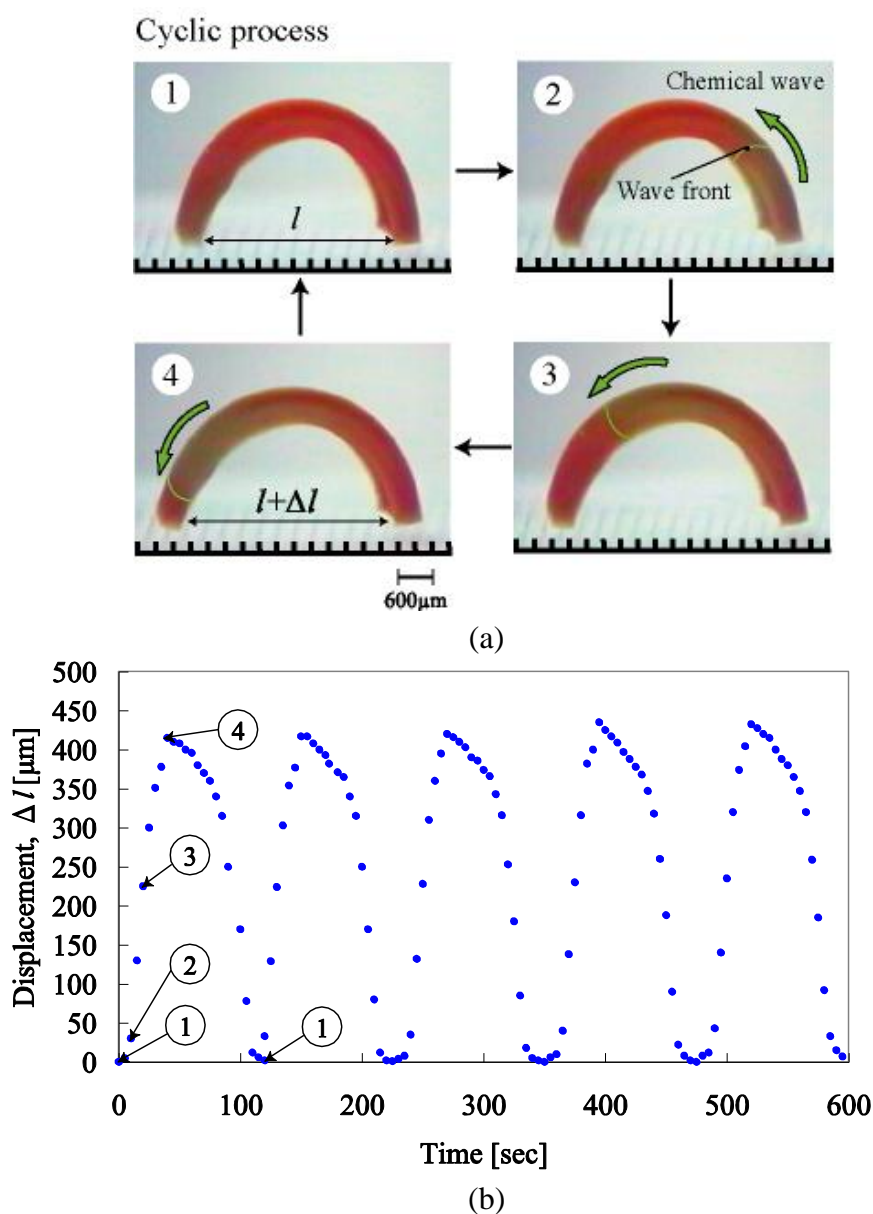 Cyclic process
1
2
Chemical wave
Wave front
l
4
3
l+Δl
600μm
(a)
500
450
400
350
300
250
200
150
100
50
0
Displacement, Δ l [μm]
4
3
2
1
1
0 100 200 300 400 500 600
Time [sec]
(b)